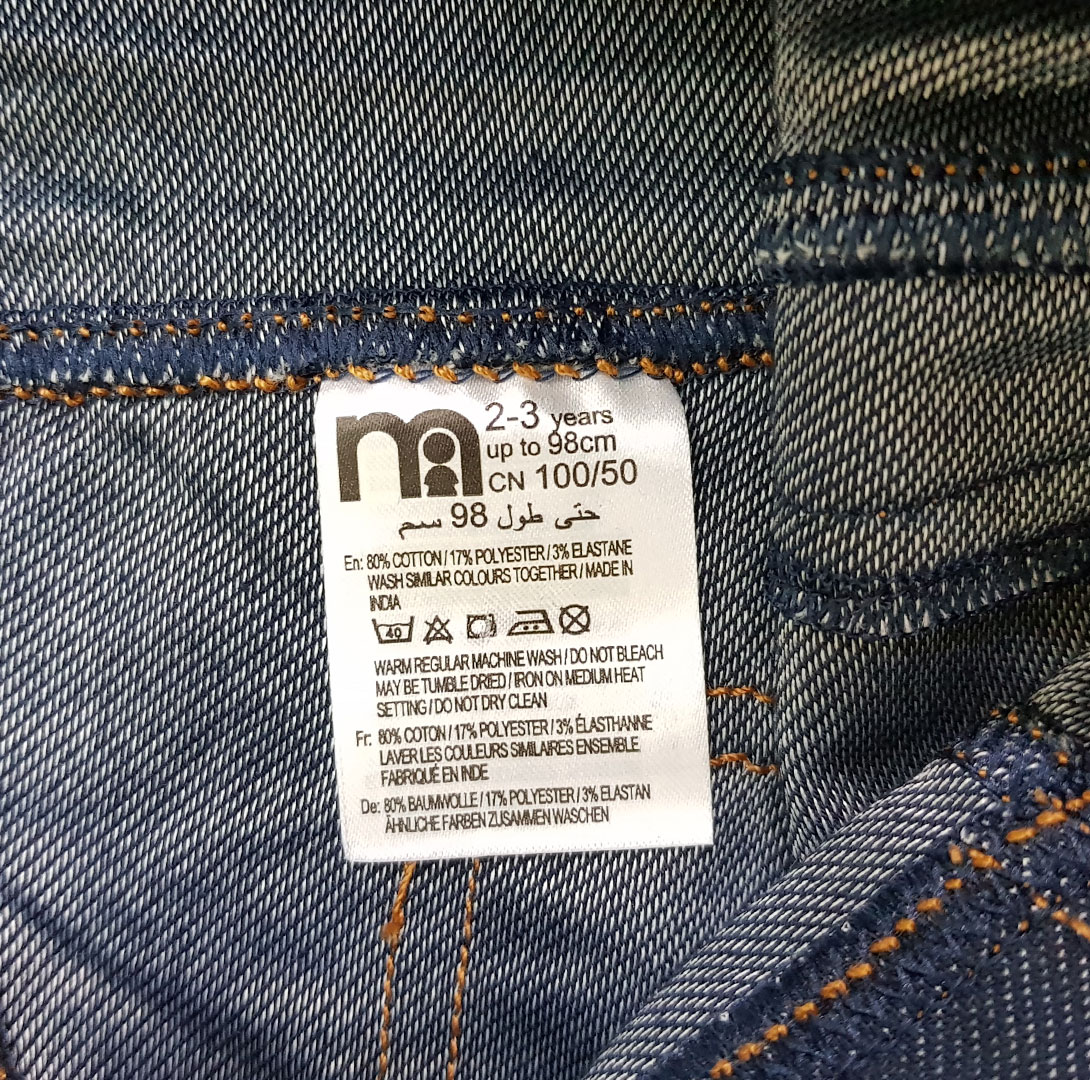 2-3 years
up to 98cm
CN 100/50
حتى طول 98 سم
En: 80% COTTON / 17% POLYESTER / 3% ELASTANE
WASH SIMILAR COLOURS TOGETHER / MADE IN
INDIA
40
WARM REGULAR MACHINE WASH / DO NOT BLEACH
MAY BE TUMBLE DRIED / IRON ON MEDIUM HEAT
SETTING / DO NOT DRY CLEAN
Fr: 80% COTON / 17% POLYESTER / 3% ÉLASTHANNE
LAVER LES COULEURS SIMILAIRES ENSEMBLE
FABRIQUÉ EN INDE
De: 80% BAUMWOLLE / 17% POLYESTER / 3% ELASTAN
ÄHNLICHE FARBEN ZUSAMMEN WASCHEN